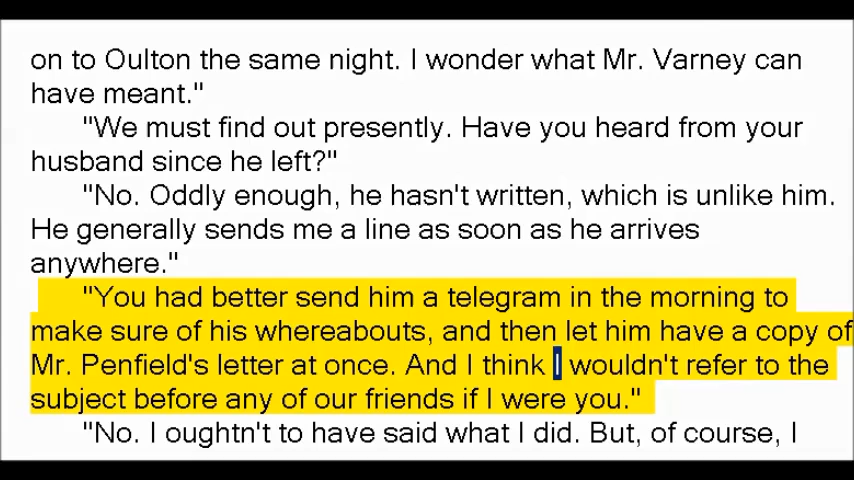 on to Oulton the same night. I wonder what Mr. Varney can
have meant."
"We must find out presently. Have you heard from your
husband since he left?"
"No. Oddly enough, he hasn't written, which is unlike him.
He generally sends me a line as soon as he arrives
anywhere."
"You had better send him a telegram in the morning to
make sure of his whereabouts, and then let him have a copy of
Mr. Penfield's letter at once. And I think I wouldn't refer to the
subject before any of our friends if I were you."
"No. I oughtn't to have said what I did. But, of course, I